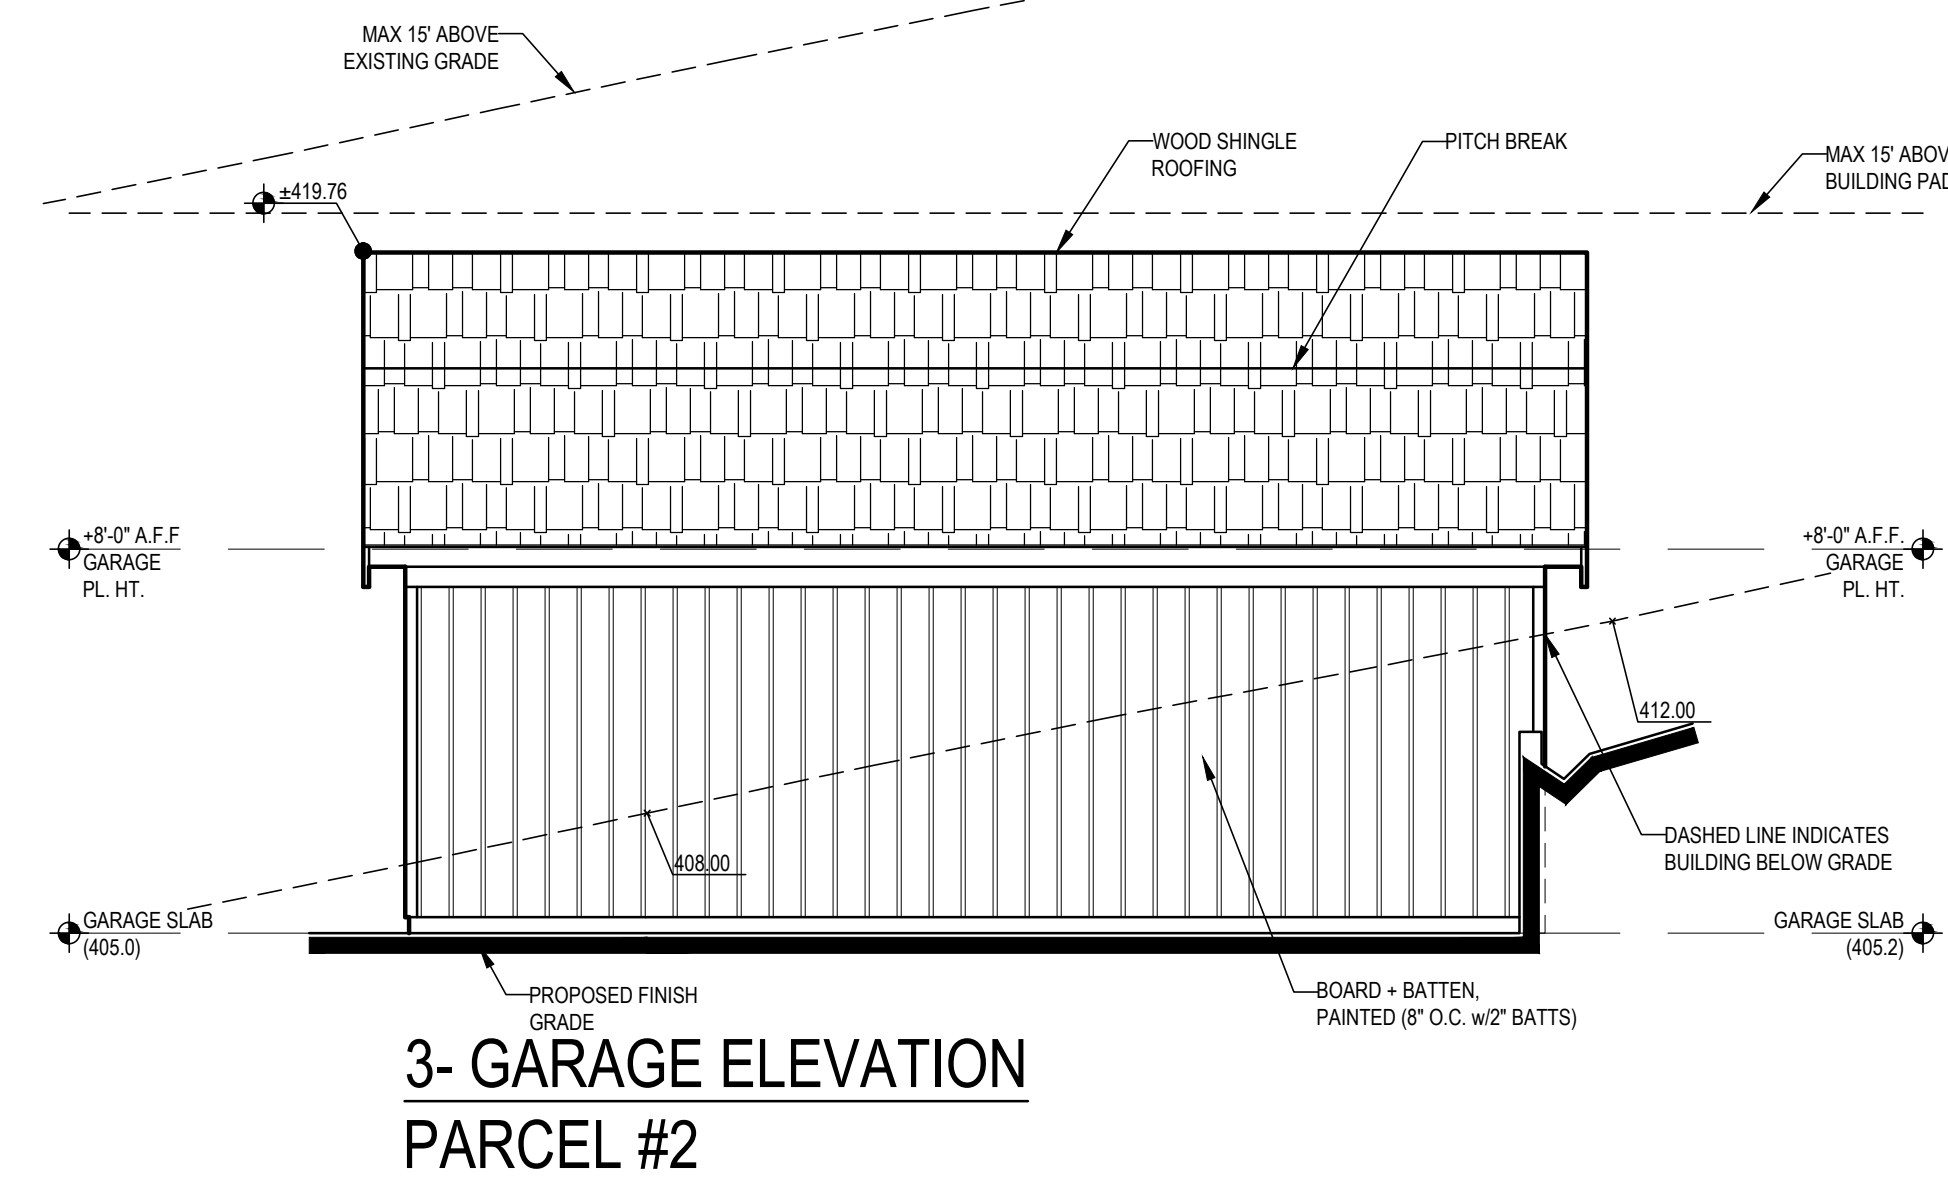 MAX 15' ABOVE
EXISTING GRADE
WOOD SHINGLE
ROOFING
PITCH BREAK
MAX 15' ABOV
BUILDING PAD
±419.76
+8'-0" A.F.F
GARAGE
PL. HT.
+8'-0" A.F.F.
GARAGE
PL. HT.
412.00
408.00
DASHED LINE INDICATES
BUILDING BELOW GRADE
GARAGE SLAB
(405.0)
GARAGE SLAB
(405.2)
PROPOSED FINISH
GRADE
BOARD + BATTEN,
PAINTED (8" O.C. w/2" BATTS)
3- GARAGE ELEVATION
PARCEL #2